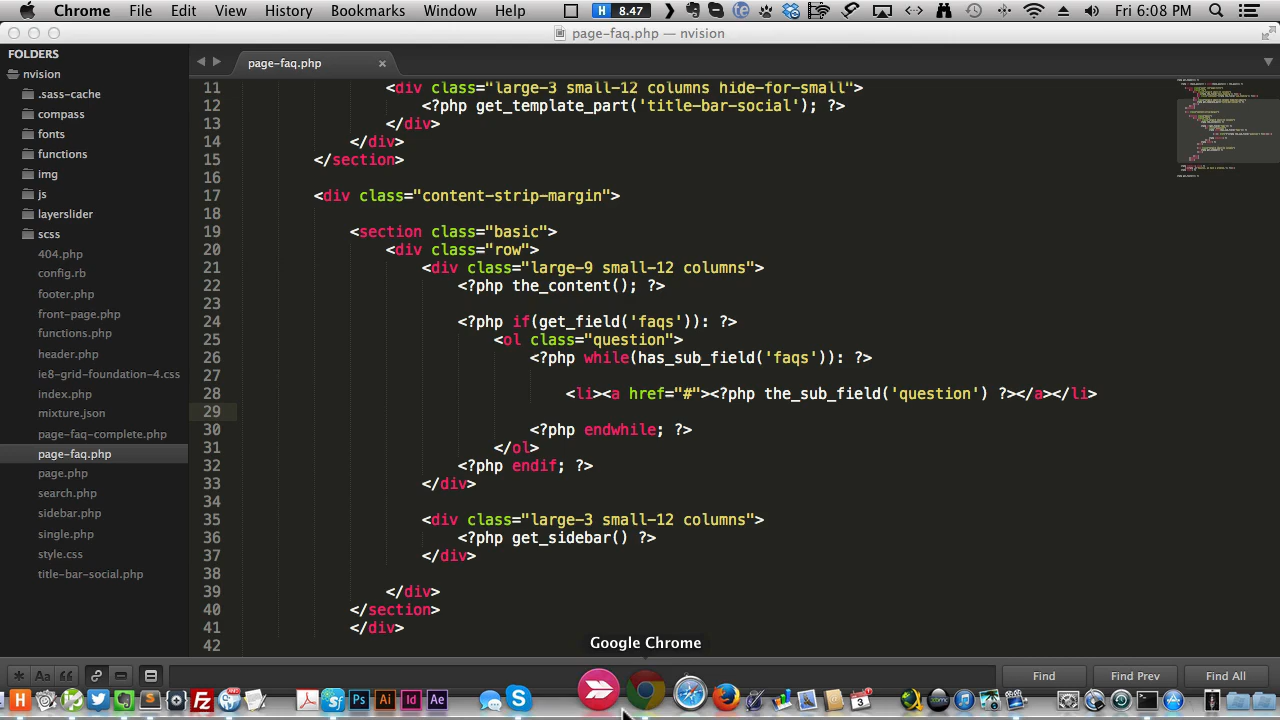 Chrome File Edit View History Bookmarks Window Help H 8.47 Fri 6:08 PM
page-faq.php — nvision
FOLDERS
nvision
.sass-cache
compass
fonts
functions
img
js
layerslider
scss
404.php
config.rb
footer.php
front-page.php
functions.php
header.php
ie8-grid-foundation-4.css
index.php
mixture.json
page-faq-complete.php
page-faq.php
page.php
search.php
sidebar.php
single.php
style.css
title-bar-social.php
page-faq.php ×
11 <div class="large-3 small-12 columns hide-for-small">
12 <?php get_template_part('title-bar-social'); ?>
13 </div>
14 </div>
15 </section>
16
17 <div class="content-strip-margin">
18
19 <section class="basic">
20 <div class="row">
21 <div class="large-9 small-12 columns">
22 <?php the_content(); ?>
23
24 <?php if(get_field('faqs')): ?>
25 <ol class="question">
26 <?php while(has_sub_field('faqs')): ?>
27
28 <li><a href="#"><?php the_sub_field('question') ?></a></li>
29
30 <?php endwhile; ?>
31 </ol>
32 <?php endif; ?>
33 </div>
34
35 <div class="large-3 small-12 columns">
36 <?php get_sidebar() ?>
37 </div>
38
39 </div>
40 </section>
41 </div>
42
Google Chrome
.* Aa “ Find Find Prev Find All
H Fz Sf Ps Ai Id Ae S